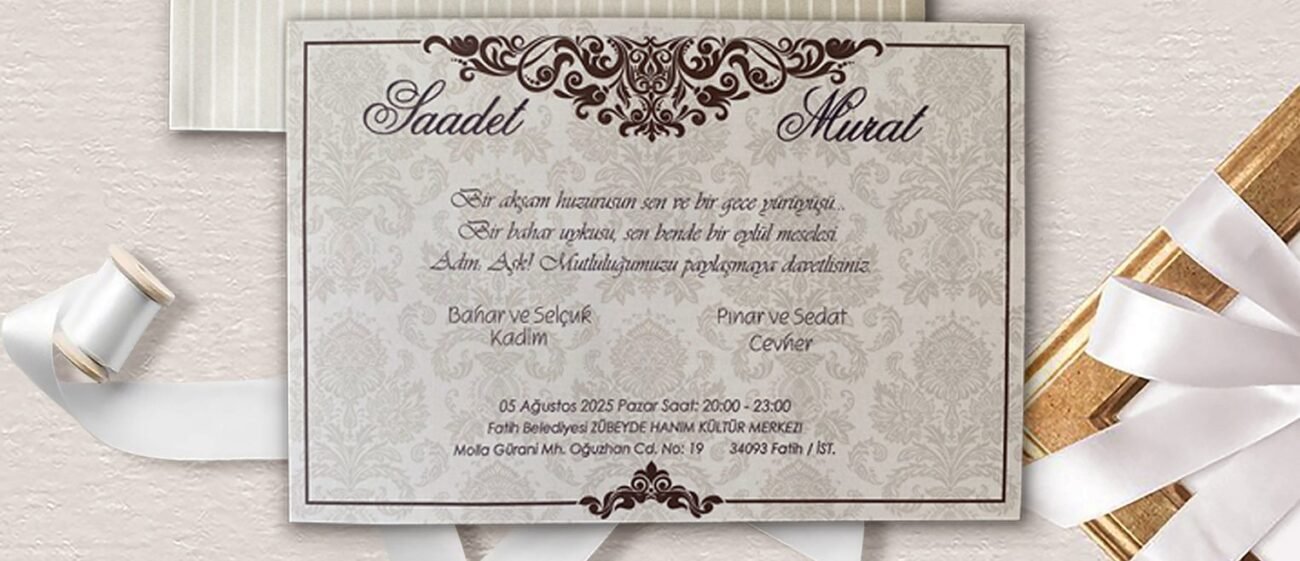 Saadet Murat
Bir akşam huzurusun sen ve bir gece yürüyüşü...
Bir bahar uykusu, sen bende bir eylül meselesi.
Adın. Aşk! Mutluluğumuzu paylaşmaya davetlisiniz.
Bahar ve Selçuk
Kadim
Pınar ve Sedat
Cevher
05 Ağustos 2025 Pazar Saat: 20:00 - 23:00
Fatih Belediyesi ZÜBEYDE HANIM KÜLTÜR MERKEZI
Molla Gürani Mh. Oğuzhan Cd. No: 19 34093 Fatih / İST.